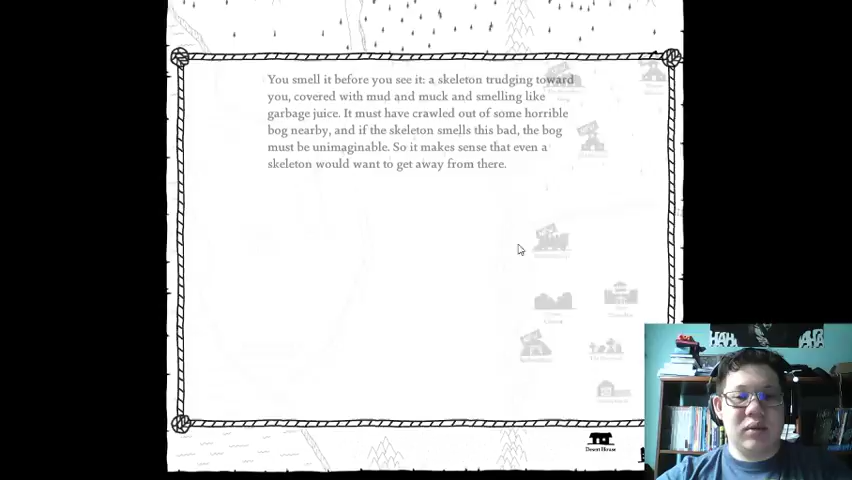 You smell it before you see it: a skeleton trudging toward
you, covered with mud and muck and smelling like
garbage juice. It must have crawled out of some horrible
bog nearby, and if the skeleton smells this bad, the bog
must be unimaginable. So it makes sense that even a
skeleton would want to get away from there.
Desert House